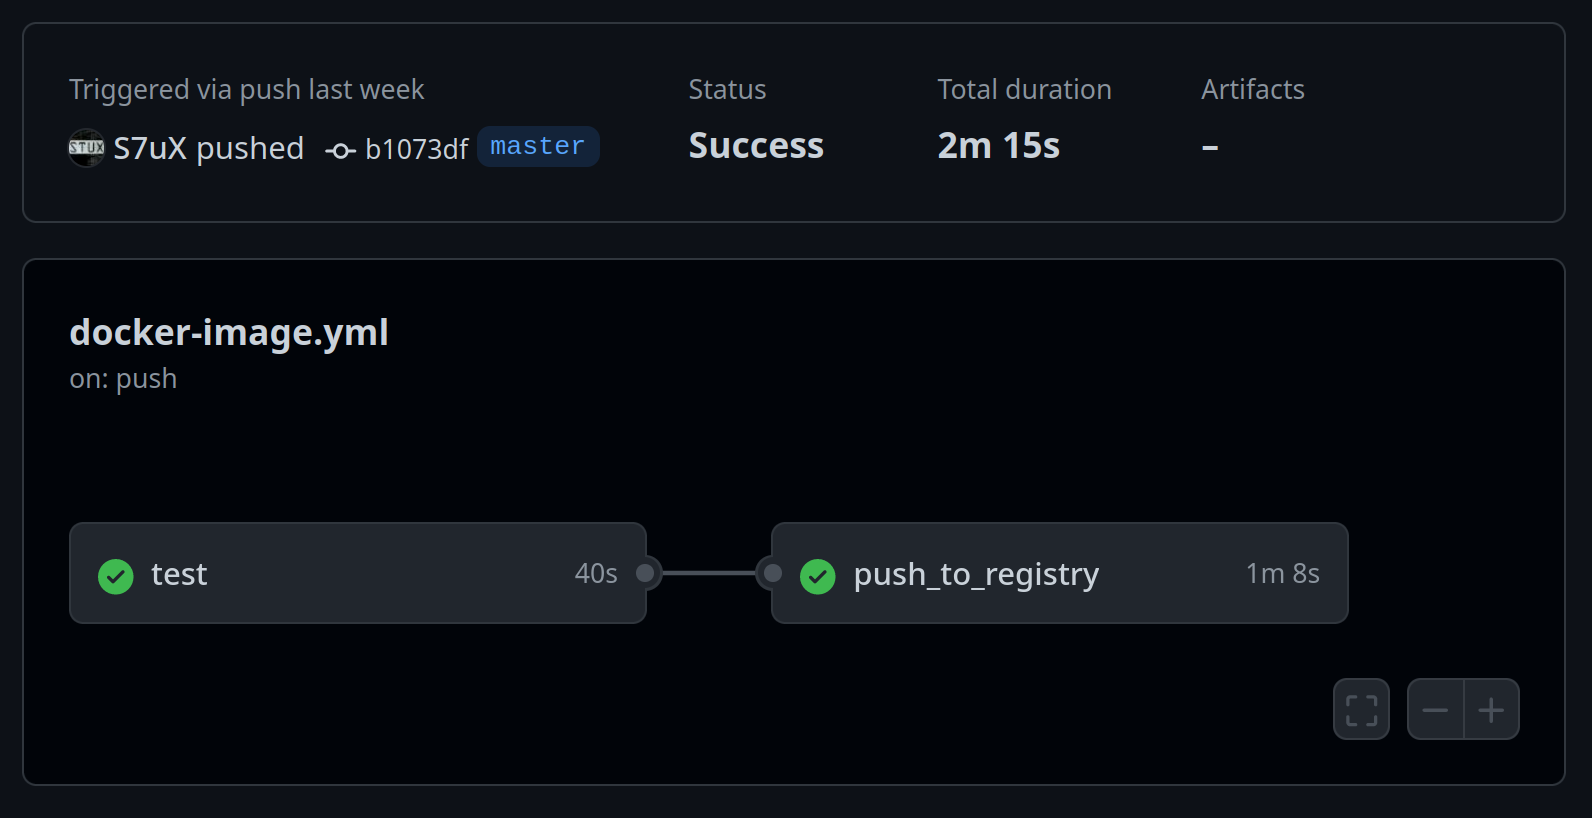 Triggered via push last week
STUX S7uX pushed b1073df master
Status
Success
Total duration
2m 15s
Artifacts
–
docker-image.yml
on: push
test 40s
push_to_registry 1m 8s